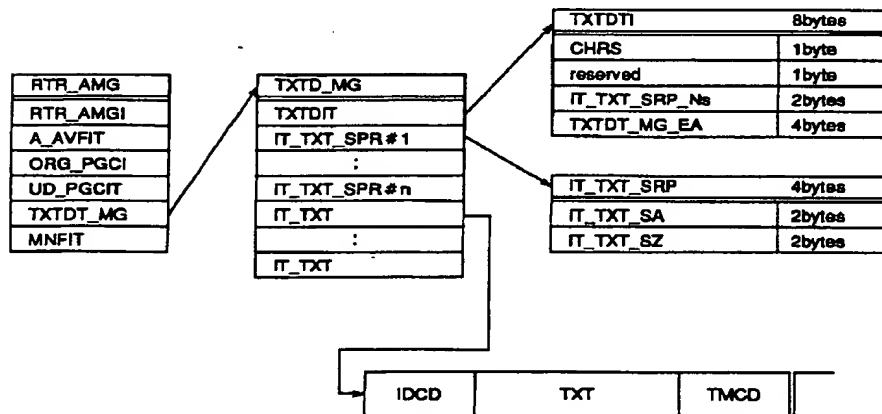 RTR_AMG
RTR_AMGI
A_AVFIT
ORG_PGCI
UD_PGCIT
TXTDT_MG
MNFIT
TXTD_MG
TXTDIT
IT_TXT_SPR#1
:
IT_TXT_SPR#n
IT_TXT
:
IT_TXT
TXTDTI 8bytes
CHRS 1byte
reserved 1byte
IT_TXT_SRP_Ns 2bytes
TXTDT_MG_EA 4bytes
IT_TXT_SRP 4bytes
IT_TXT_SA 2bytes
IT_TXT_SZ 2bytes
IDCD TXT TMCD